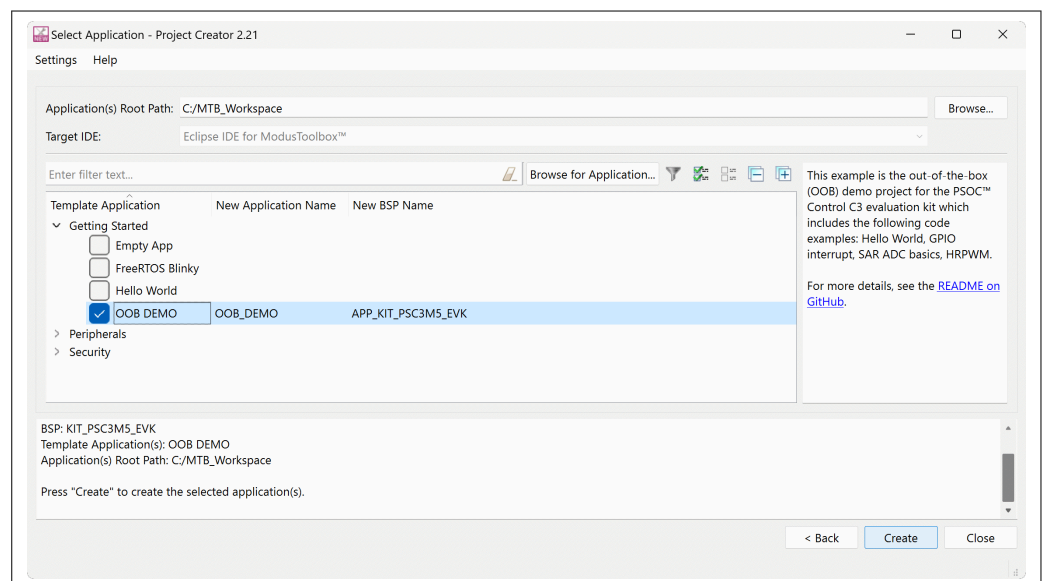 Select Application - Project Creator 2.21
Settings Help
Application(s) Root Path: C:/MTB_Workspace Browse...
Target IDE: Eclipse IDE for ModusToolbox™
Enter filter text... Browse for Application...
Template Application New Application Name New BSP Name
Getting Started
Empty App
FreeRTOS Blinky
Hello World
OOB DEMO OOB_DEMO APP_KIT_PSC3M5_EVK
Peripherals
Security
This example is the out-of-the-box
(OOB) demo project for the PSOC™
Control C3 evaluation kit which
includes the following code
examples: Hello World, GPIO
interrupt, SAR ADC basics, HRPWM.
For more details, see the README on
GitHub.
BSP: KIT_PSC3M5_EVK
Template Application(s): OOB DEMO
Application(s) Root Path: C:/MTB_Workspace
Press "Create" to create the selected application(s).
< Back Create Close